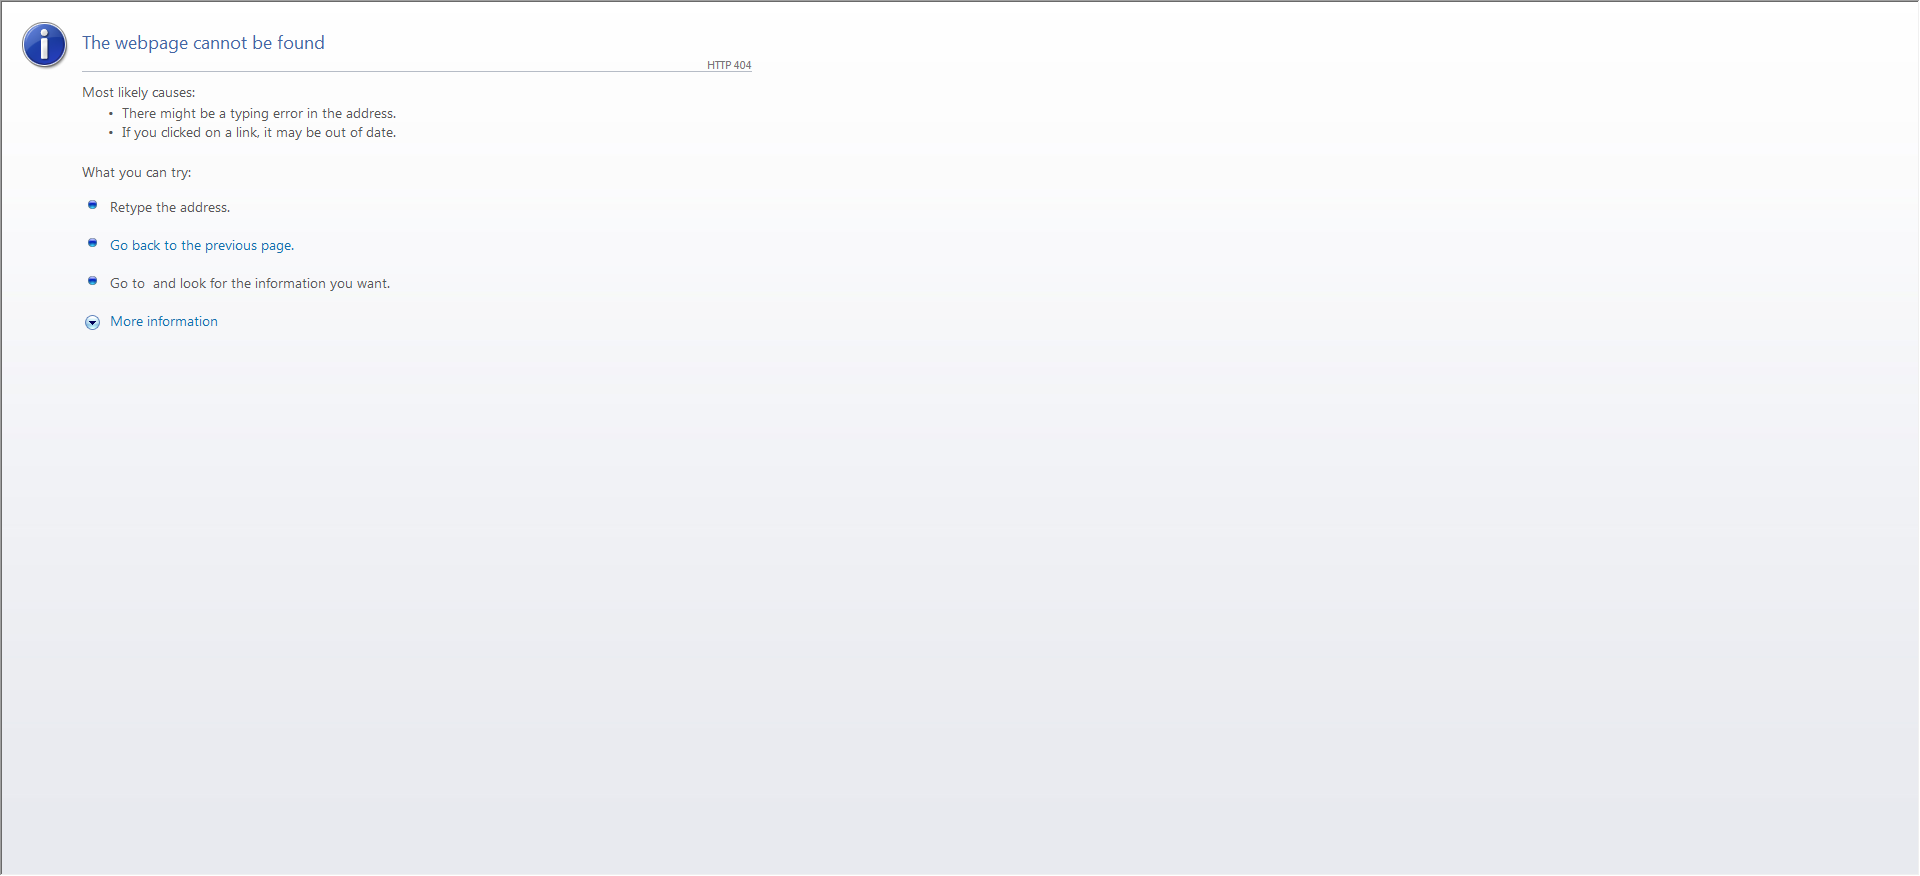 The webpage cannot be found
HTTP 404
Most likely causes:
• There might be a typing error in the address.
• If you clicked on a link, it may be out of date.
What you can try:
Retype the address.
Go back to the previous page.
Go to  and look for the information you want.
More information